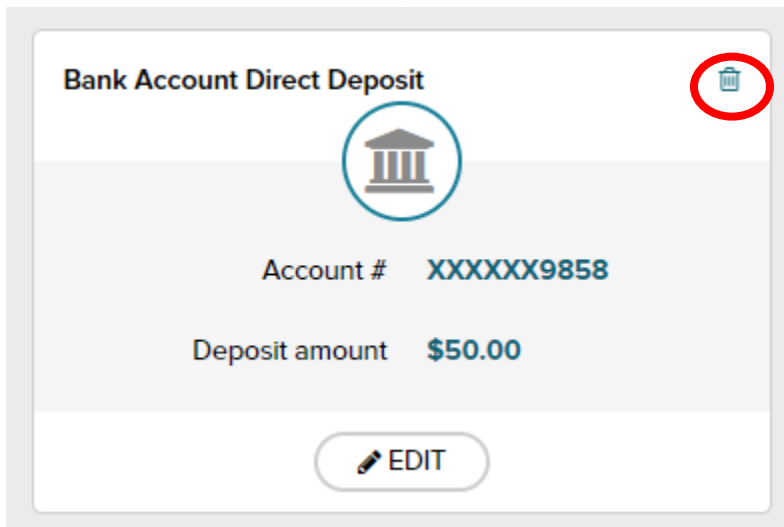 Bank Account Direct Deposit
Account # XXXXXX9858
Deposit amount $50.00
EDIT